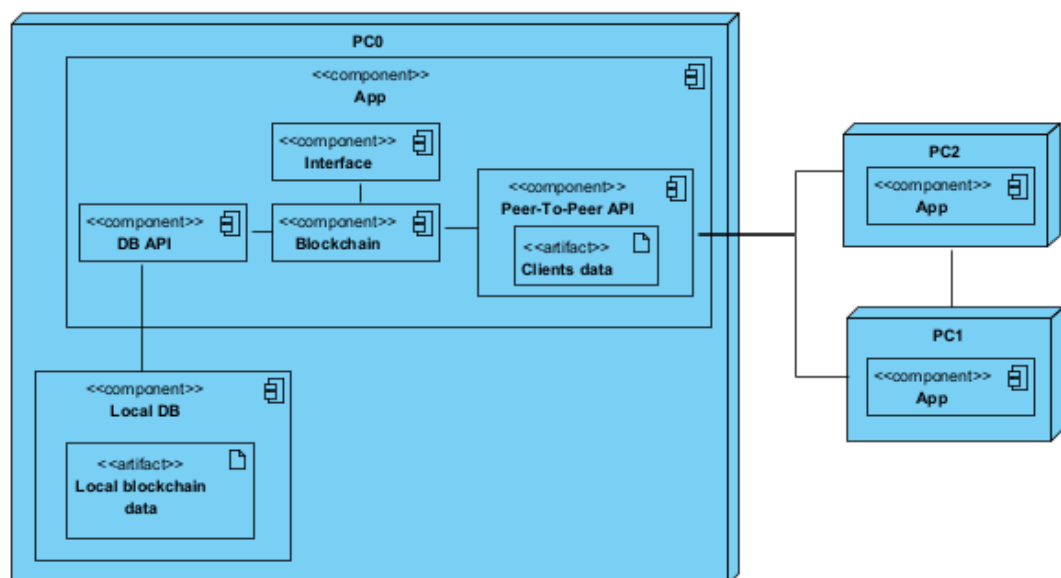 PC0
<<component>>
App
<<component>>
Interface
<<component>>
Peer-To-Peer API
<<component>>
DB API
<<component>>
Blockchain
<<artifact>>
Clients data
<<component>>
Local DB
<<artifact>>
Local blockchain
data
PC2
<<component>>
App
PC1
<<component>>
App